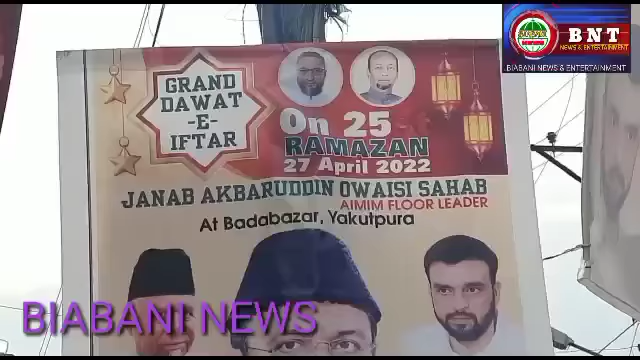 BNT
NEWS & ENTERTAINMENT
BIABANI NEWS & ENTERTAINMENT
GRAND
DAWAT
-E-
IFTAR
On 25
RAMAZAN
27 April 2022
JANAB AKBARUDDIN OWAISI SAHAB
AIMIM FLOOR LEADER
At Badabazar, Yakutpura
BIABANI NEWS